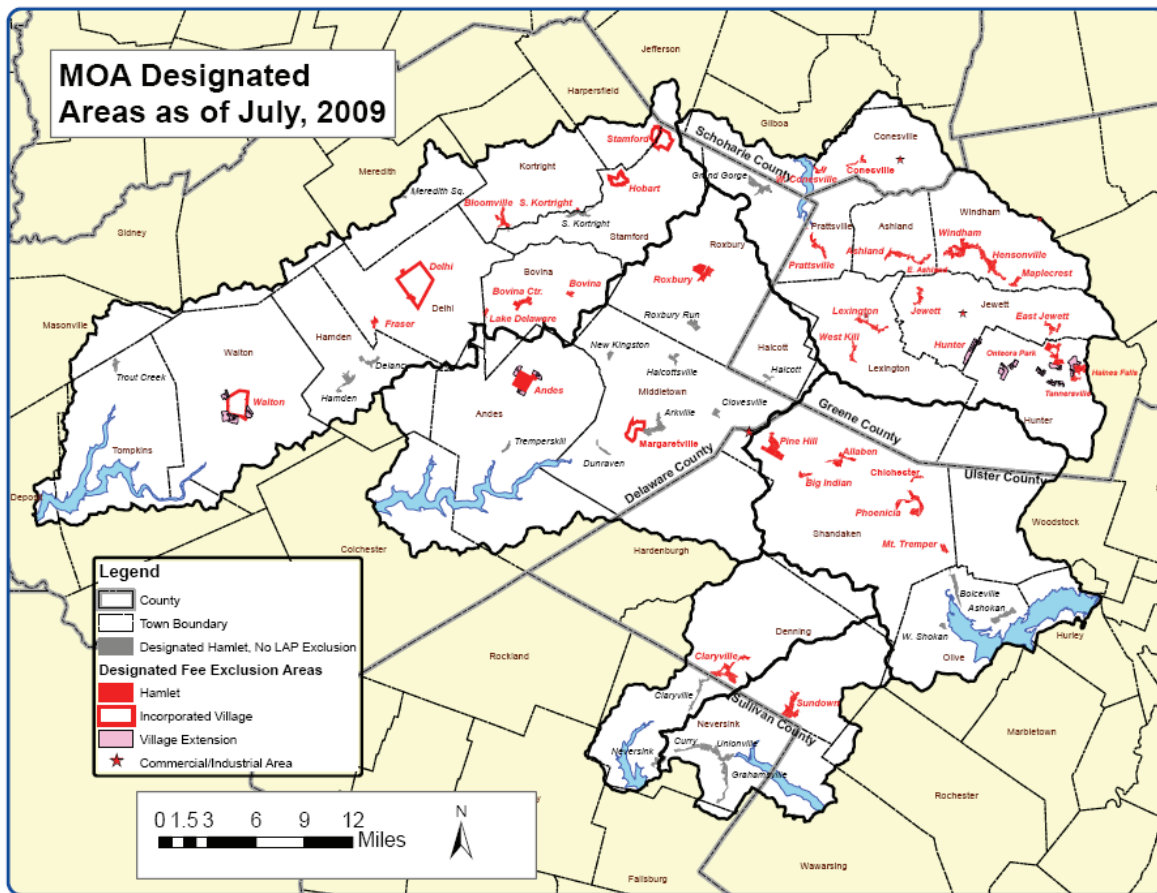 MOA Designated
Areas as of July, 2009
Jefferson
Harpersfield
Gilboa
Conesville
Stamford
Schoharie County
Kortright
Meredith
Meredith Sq.
Grand Gorge
W. Conesville
Conesville
Hobart
Sidney
Bloomville
S. Kortright
S. Kortright
Stamford
Roxbury
Prattsville
Ashland
Windham
Windham
Ashland
E. Ashland
Hensonville
Prattsville
Maplecrest
Delhi
Bovina
Bovina
Bovina Ctr.
Roxbury
Jewett
Jewett
Lexington
East Jewett
Masonville
Hamden
Fraser
Delhi
Lake Delaware
Roxbury Run
Halcott
West Kill
Hunter
Onteora Park
Walton
New Kingston
Trout Creek
Halcottsville
Halcott
Lexington
Haines Falls
Tannersville
Hamden
Andes
Middletown
Walton
Andes
Arkville
Clovesville
Hunter
Greene County
Margaretville
Tremperskill
Dunraven
Delaware County
Pine Hill
Allaben
Tompkins
Big Indian
Chichester
Ulster County
Phoenicia
Woodstock
Shandaken
Colchester
Hardenburgh
Mt. Tremper
Legend
County
Town Boundary
Designated Hamlet, No LAP Exclusion
Designated Fee Exclusion Areas
Hamlet
Incorporated Village
Village Extension
Commercial/Industrial Area
Boiceville
Ashokan
W. Shokan
Hurley
Olive
Denning
Rockland
Claryville
Claryville
Sundown
Sullivan County
Neversink
Marbletown
Neversink
Curry
Unionville
Grahamsville
Rochester
0 1.5 3 6 9 12
Miles
N
Wawarsing
Fallsburg